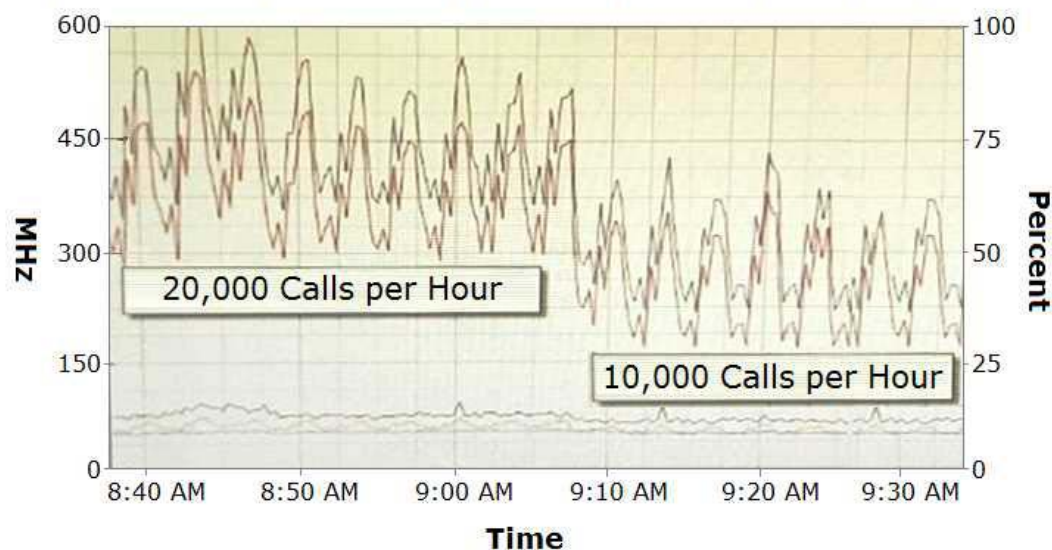 600
450
300
150
0
MHz
100
75
50
25
0
Percent
20,000 Calls per Hour
10,000 Calls per Hour
8:40 AM 8:50 AM 9:00 AM 9:10 AM 9:20 AM 9:30 AM
Time